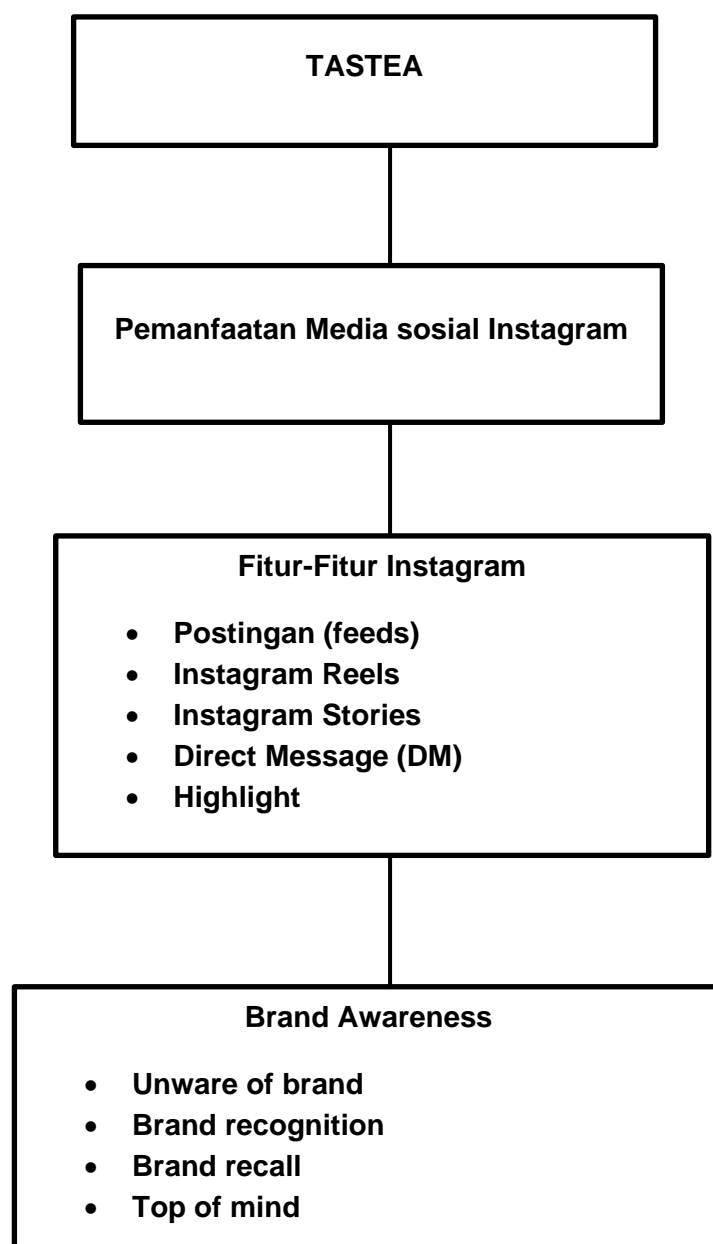 TASTEA
Pemanfaatan Media sosial Instagram
Fitur-Fitur Instagram
• Postingan (feeds)
• Instagram Reels
• Instagram Stories
• Direct Message (DM)
• Highlight
Brand Awareness
• Unware of brand
• Brand recognition
• Brand recall
• Top of mind